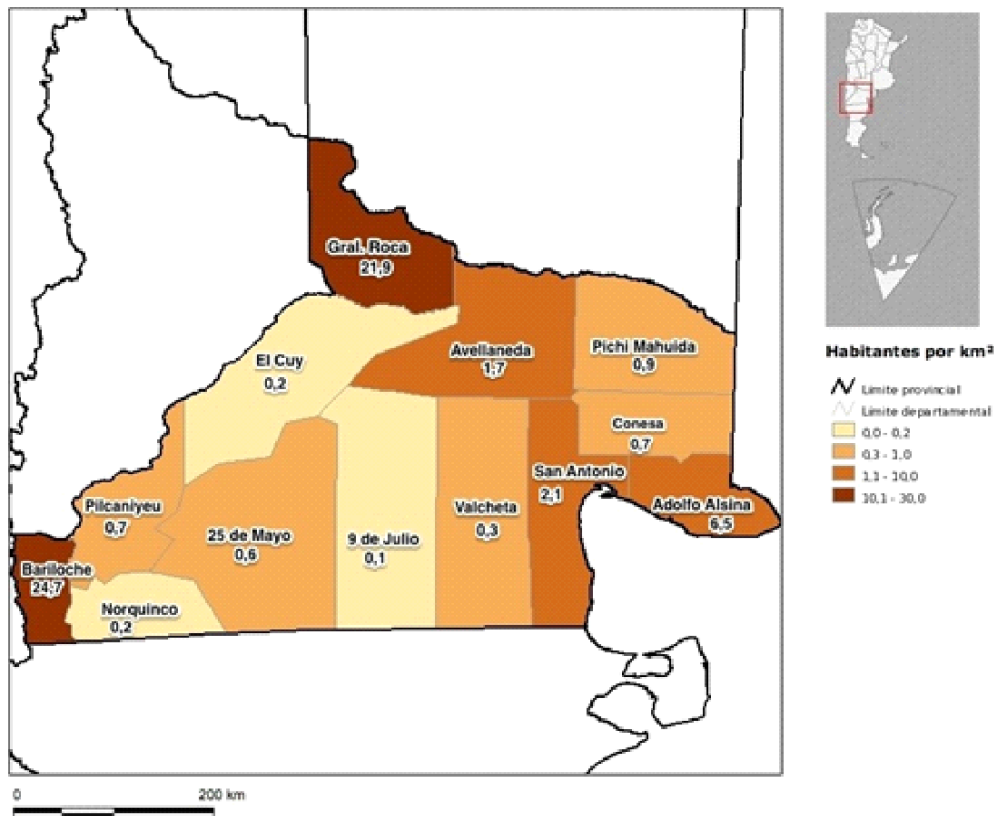 Gral. Roca
21,9
El Cuy
0,2
Avellaneda
1,7
Pichi Mahuida
0,9
Conesa
0,7
San Antonio
2,1
Adolfo Alsina
6,5
Pilcaniyeu
0,7
25 de Mayo
0,6
9 de Julio
0,1
Valcheta
0,3
Bariloche
24,7
Norquinco
0,2
0 200 km
Habitantes por km²
Límite provincial
Límite departamental
0,0 - 0,2
0,3 - 1,0
1,1 - 10,0
10,1 - 30,0